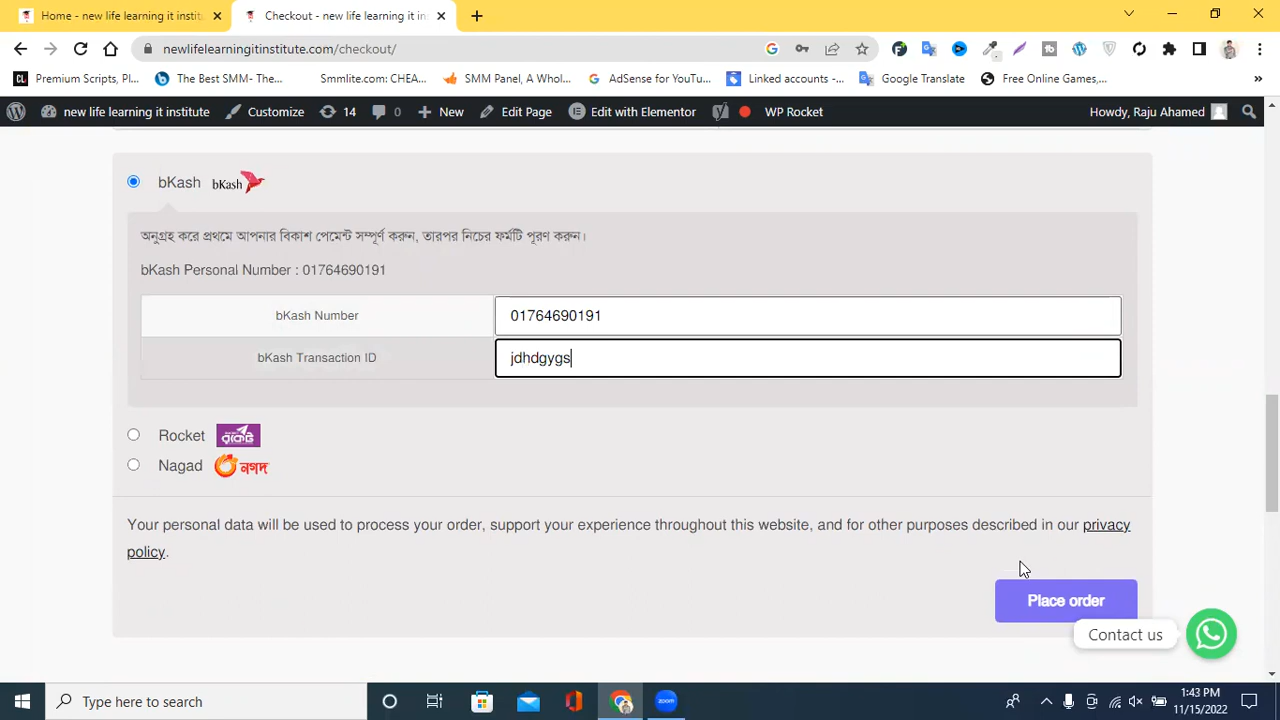 Home - new life learning it instit
Checkout - new life learning it in
newlifelearningitinstitute.com/checkout/
Premium Scripts, Pl...
The Best SMM- The...
Smmlite.com: CHEA...
SMM Panel, A Whol...
AdSense for YouTu...
Linked accounts -...
Google Translate
Free Online Games,...
new life learning it institute
Customize
14
0
New
Edit Page
Edit with Elementor
WP Rocket
Howdy, Raju Ahamed
bKash bKash
অনুগ্রহ করে প্রথমে আপনার বিকাশ পেমেন্ট সম্পূর্ণ করুন, তারপর নিচের ফর্মটি পূরণ করুন।
bKash Personal Number : 01764690191
bKash Number 01764690191
bKash Transaction ID jdhdgygs
Rocket রকেট
Nagad নগদ
Your personal data will be used to process your order, support your experience throughout this website, and for other purposes described in our privacy
policy.
Place order
Contact us
Type here to search
zoom
1:43 PM
11/15/2022